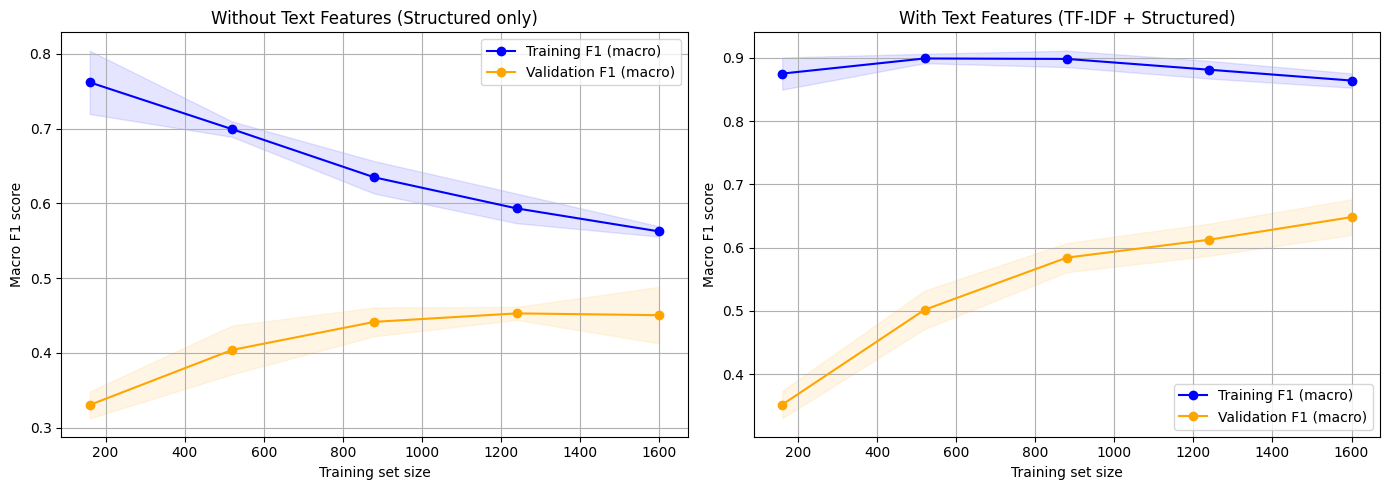 Without Text Features (Structured only)
Training F1 (macro)
Validation F1 (macro)
Macro F1 score
0.8
0.7
0.6
0.5
0.4
0.3
200 400 600 800 1000 1200 1400 1600
Training set size
With Text Features (TF-IDF + Structured)
Macro F1 score
0.9
0.8
0.7
0.6
0.5
0.4
Training F1 (macro)
Validation F1 (macro)
200 400 600 800 1000 1200 1400 1600
Training set size